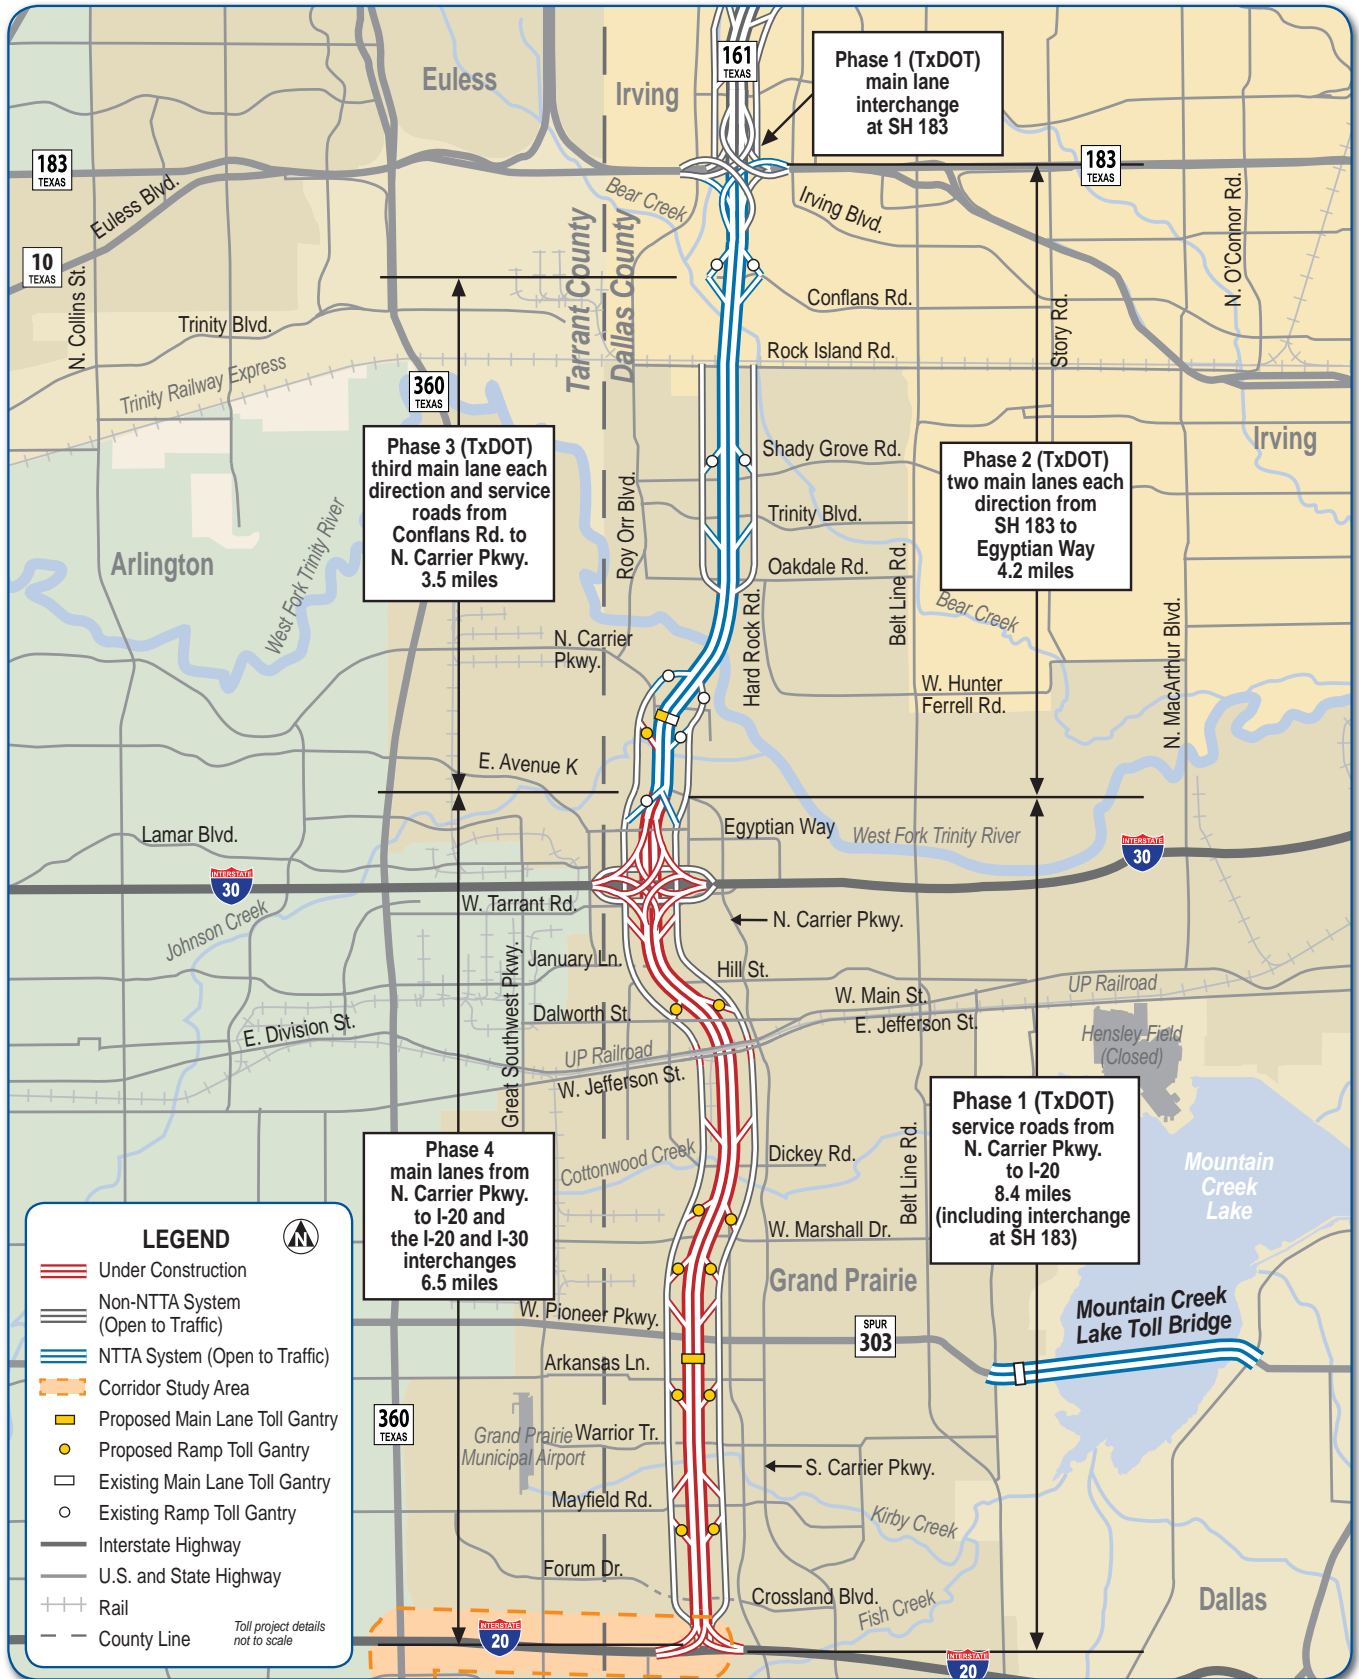 161
TEXAS
Phase 1 (TxDOT)
main lane
interchange
at SH 183
Euless
Irving
183
TEXAS
183
TEXAS
Euless Blvd.
Bear Creek
Irving Blvd.
N. O'Connor Rd.
10
TEXAS
N. Collins St.
Tarrant County
Dallas County
Conflans Rd.
Story Rd.
Trinity Blvd.
Rock Island Rd.
Trinity Railway Express
360
TEXAS
Phase 3 (TxDOT)
third main lane each
direction and service
roads from
Conflans Rd. to
N. Carrier Pkwy.
3.5 miles
Shady Grove Rd.
Irving
Phase 2 (TxDOT)
two main lanes each
direction from
SH 183 to
Egyptian Way
4.2 miles
Roy Orr Blvd.
Trinity Blvd.
West Fork Trinity River
Arlington
Oakdale Rd.
Belt Line Rd.
Bear Creek
Hard Rock Rd.
N. Carrier
Pkwy.
N. MacArthur Blvd.
W. Hunter
Ferrell Rd.
E. Avenue K
Lamar Blvd.
Egyptian Way
West Fork Trinity River
INTERSTATE
30
INTERSTATE
30
W. Tarrant Rd.
N. Carrier Pkwy.
Johnson Creek
January Ln.
Hill St.
Great Southwest Pkwy.
UP Railroad
W. Main St.
Dalworth St.
E. Jefferson St.
E. Division St.
Hensley Field
(Closed)
UP Railroad
W. Jefferson St.
Phase 1 (TxDOT)
service roads from
N. Carrier Pkwy.
to I-20
8.4 miles
(including interchange
at SH 183)
Phase 4
main lanes from
N. Carrier Pkwy.
to I-20 and
the I-20 and I-30
interchanges
6.5 miles
Cottonwood Creek
Dickey Rd.
Belt Line Rd.
Mountain
Creek
Lake
W. Marshall Dr.
Grand Prairie
W. Pioneer Pkwy.
SPUR
303
Mountain Creek
Lake Toll Bridge
Arkansas Ln.
360
TEXAS
Grand Prairie
Municipal Airport
Warrior Tr.
S. Carrier Pkwy.
Mayfield Rd.
Kirby Creek
Forum Dr.
Crossland Blvd.
Fish Creek
Dallas
INTERSTATE
20
INTERSTATE
20
LEGEND
N
Under Construction
Non-NTTA System
(Open to Traffic)
NTTA System (Open to Traffic)
Corridor Study Area
Proposed Main Lane Toll Gantry
Proposed Ramp Toll Gantry
Existing Main Lane Toll Gantry
Existing Ramp Toll Gantry
Interstate Highway
U.S. and State Highway
Rail
County Line
Toll project details
not to scale